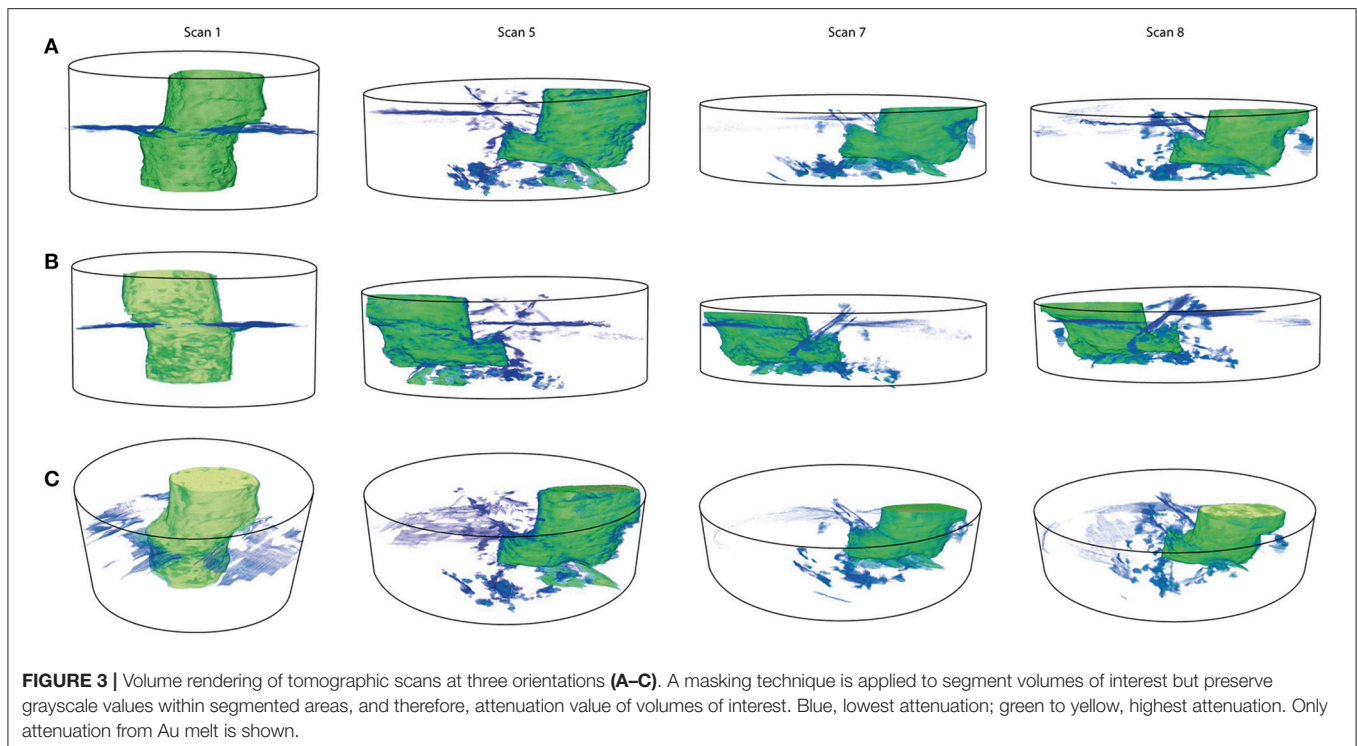 Scan 1 Scan 5 Scan 7 Scan 8
A
B
C
FIGURE 3 | Volume rendering of tomographic scans at three orientations (A–C). A masking technique is applied to segment volumes of interest but preserve
grayscale values within segmented areas, and therefore, attenuation value of volumes of interest. Blue, lowest attenuation; green to yellow, highest attenuation. Only
attenuation from Au melt is shown.